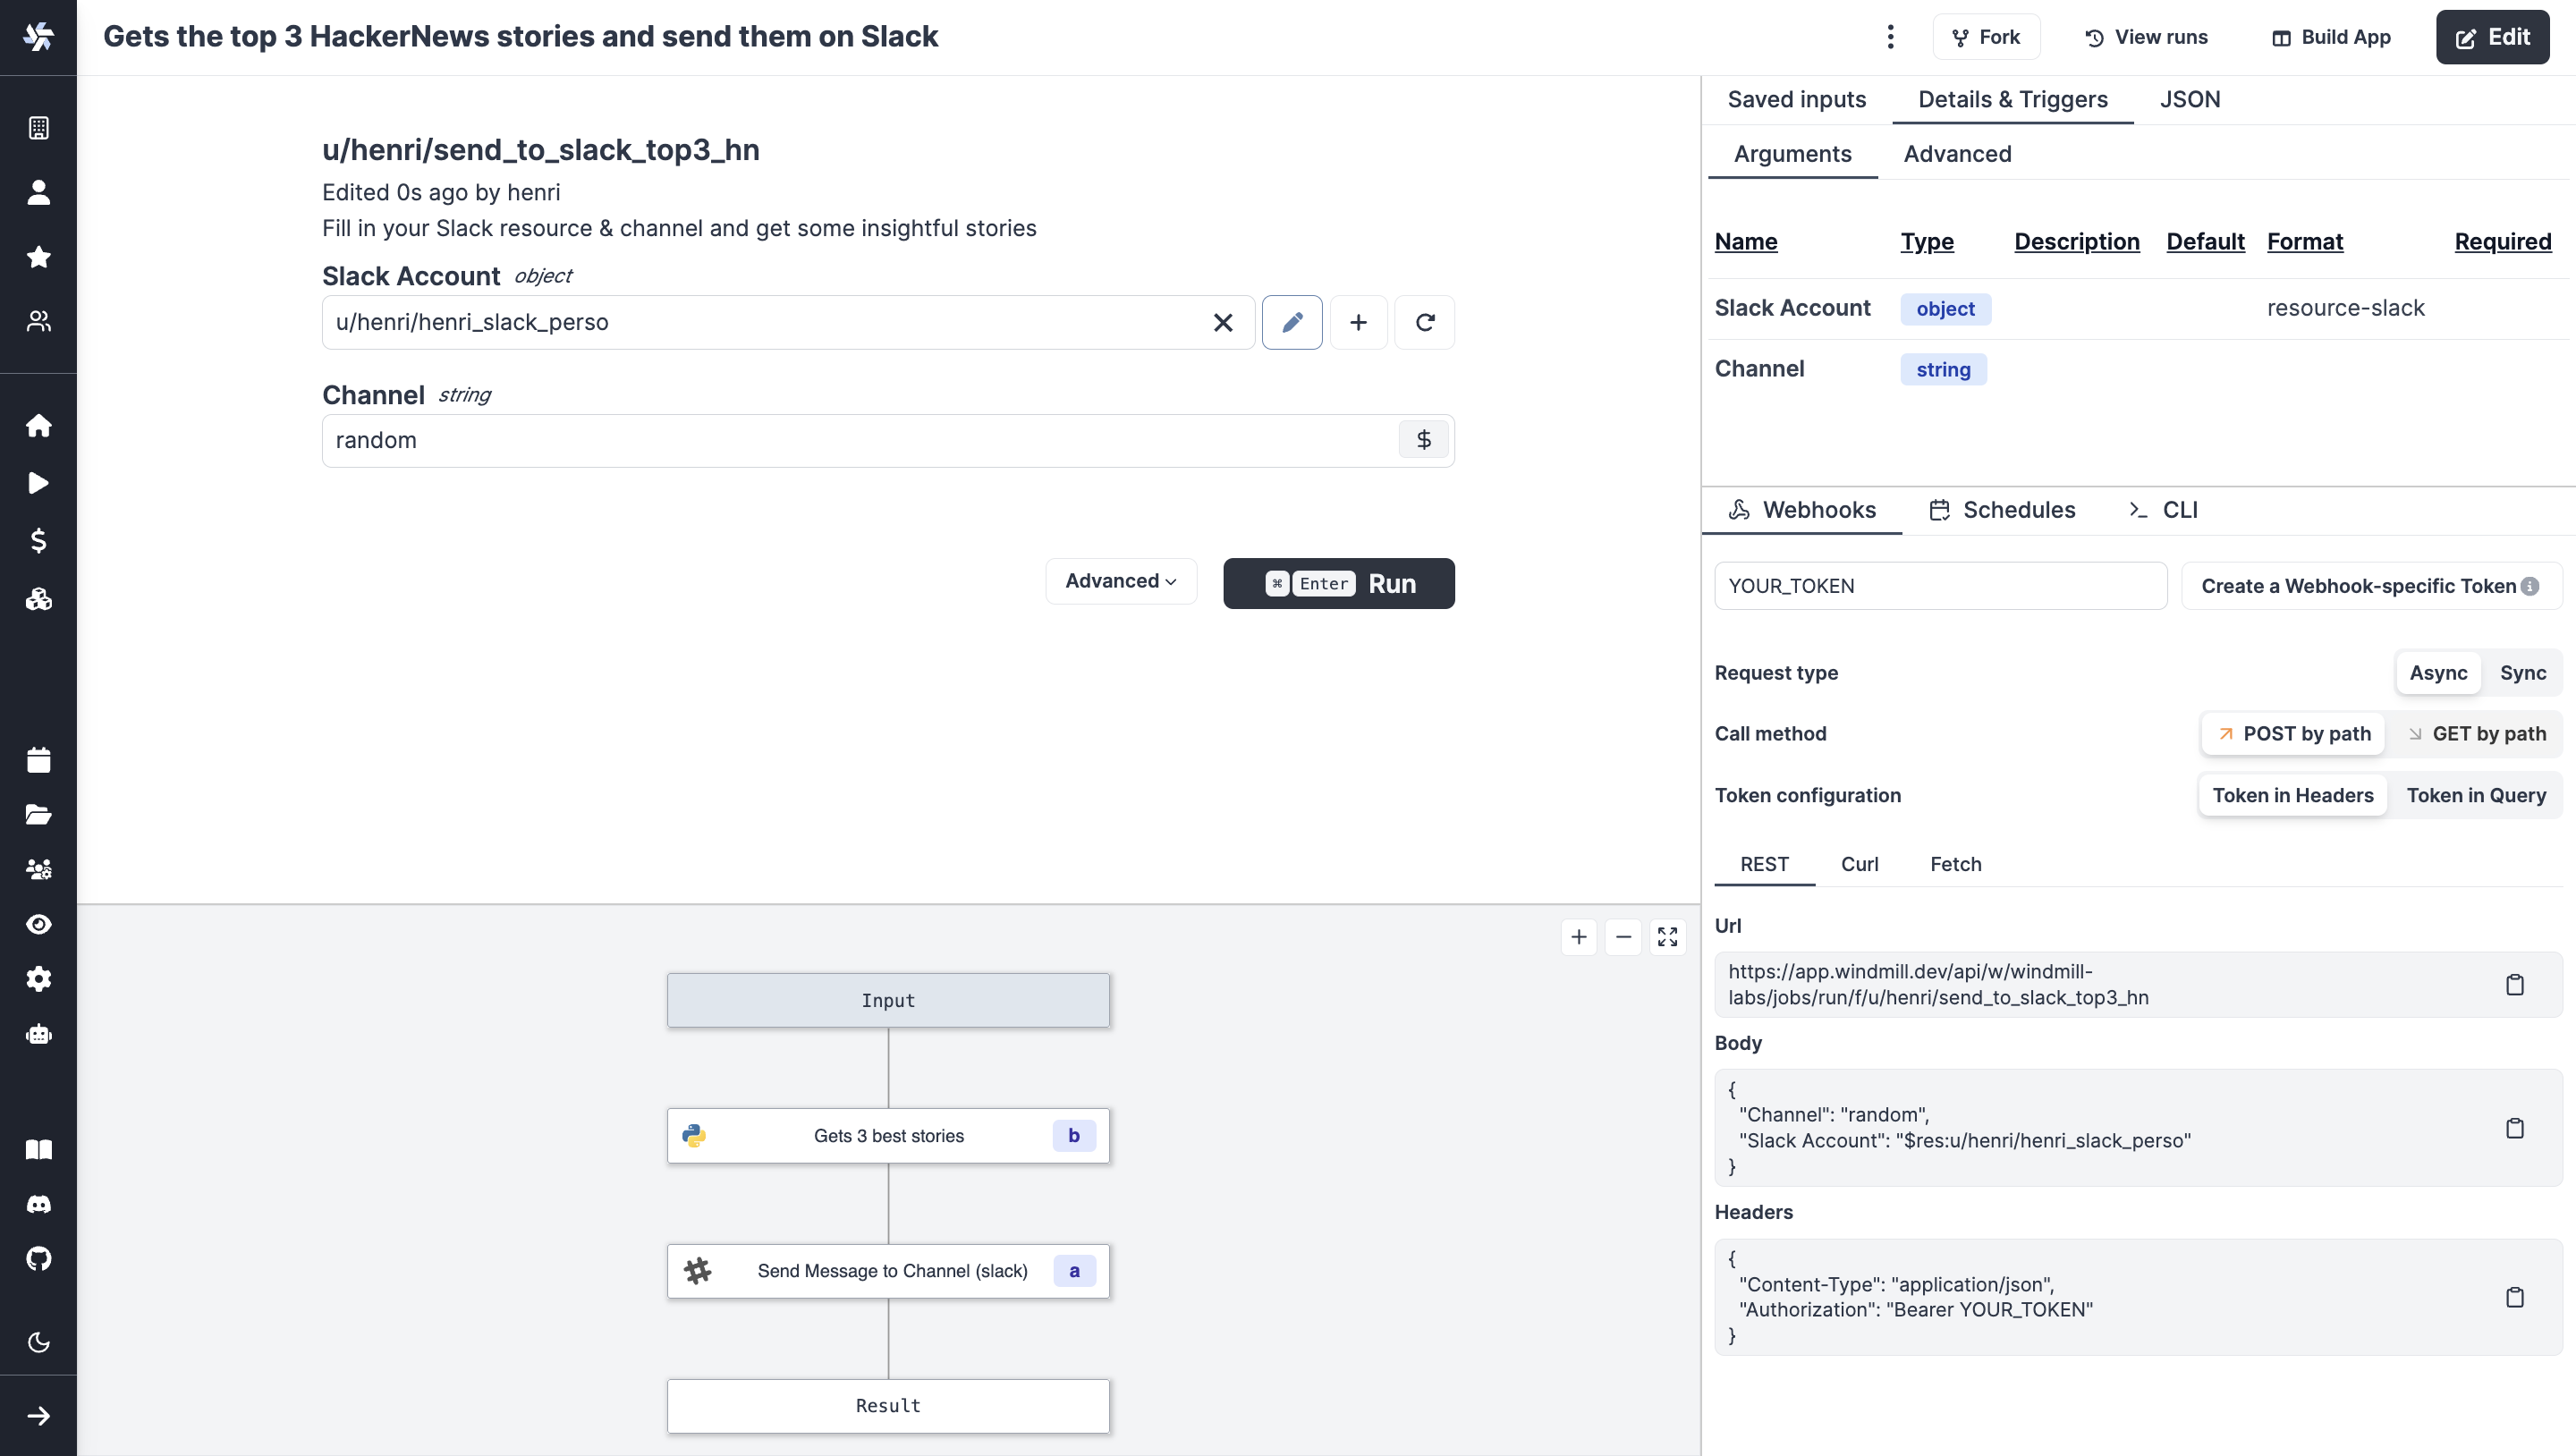 Gets the top 3 HackerNews stories and send them on Slack
Fork
View runs
Build App
Edit
u/henri/send_to_slack_top3_hn
Edited 0s ago by henri
Fill in your Slack resource & channel and get some insightful stories
Slack Account object
u/henri/henri_slack_perso
Channel string
random
$
Advanced
⌘ Enter Run
Input
Gets 3 best stories b
Send Message to Channel (slack) a
Result
Saved inputs Details & Triggers JSON
Arguments Advanced
Name Type Description Default Format Required
Slack Account object resource-slack
Channel string
Webhooks Schedules CLI
YOUR_TOKEN Create a Webhook-specific Token
Request type Async Sync
Call method POST by path GET by path
Token configuration Token in Headers Token in Query
REST Curl Fetch
Url
https://app.windmill.dev/api/w/windmill-
labs/jobs/run/f/u/henri/send_to_slack_top3_hn
Body
{
"Channel": "random",
"Slack Account": "$res:u/henri/henri_slack_perso"
}
Headers
{
"Content-Type": "application/json",
"Authorization": "Bearer YOUR_TOKEN"
}